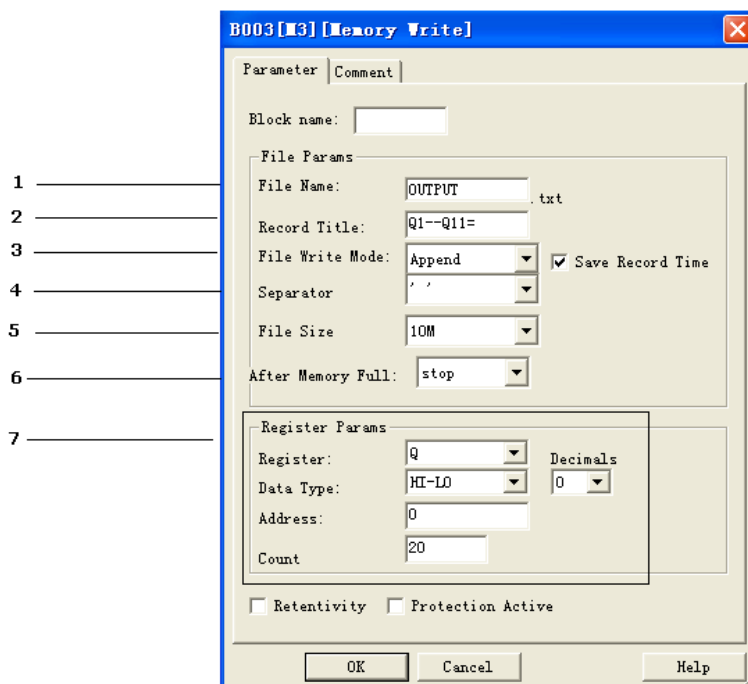 B003[M3][Memory Write]
Parameter Comment
Block name:
File Params
1 File Name: OUTPUT .txt
2 Record Title: Q1--Q11=
3 File Write Mode: Append Save Record Time
4 Separator ' '
5 File Size 10M
6 After Memory Full: stop
7 Register Params
Register: Q Decimals
Data Type: HI-LO 0
Address: 0
Count 20
Retentivity Protection Active
OK Cancel Help